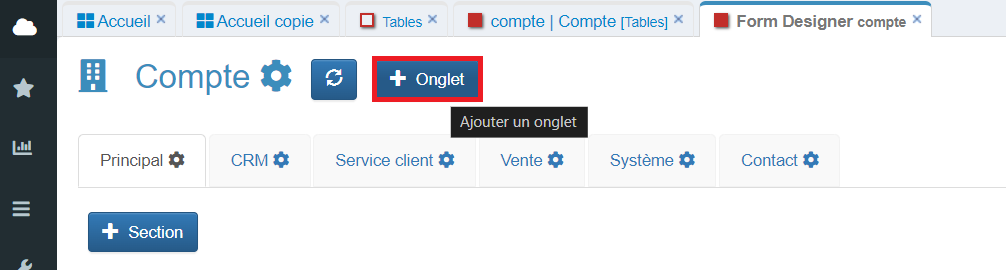 Accueil × Accueil copie × Tables × compte | Compte [Tables] × Form Designer compte ×
Compte + Onglet
Ajouter un onglet
Principal CRM Service client Vente Système Contact
+ Section